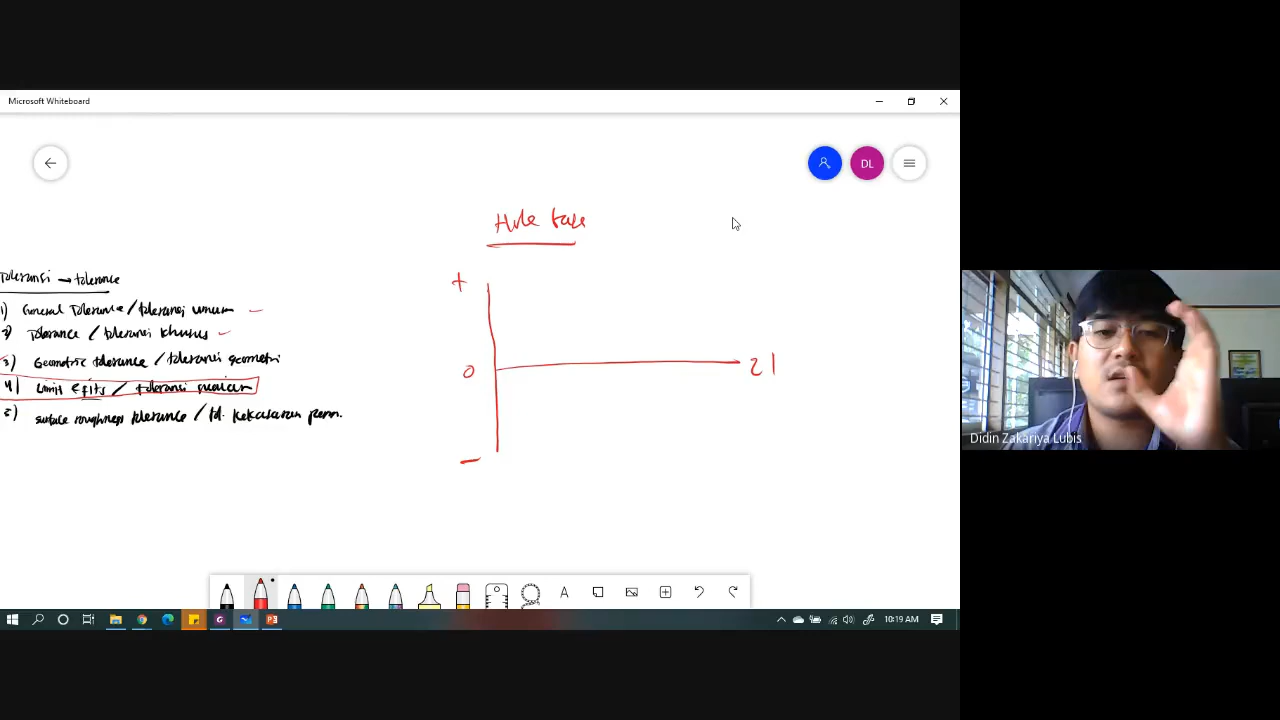 Microsoft Whiteboard
DL
Hole base
+
0
21
-
Toleransi → tolerance
1) General Tolerance / toleransi umum
2) Tolerance / toleransi khusus
3) Geometric tolerance / toleransi geometri
4) Limit & fits / toleransi suaian
5) surface roughness tolerance / tol. kekasaran perm.
Didin Zakariya Lubis
A
10:19 AM